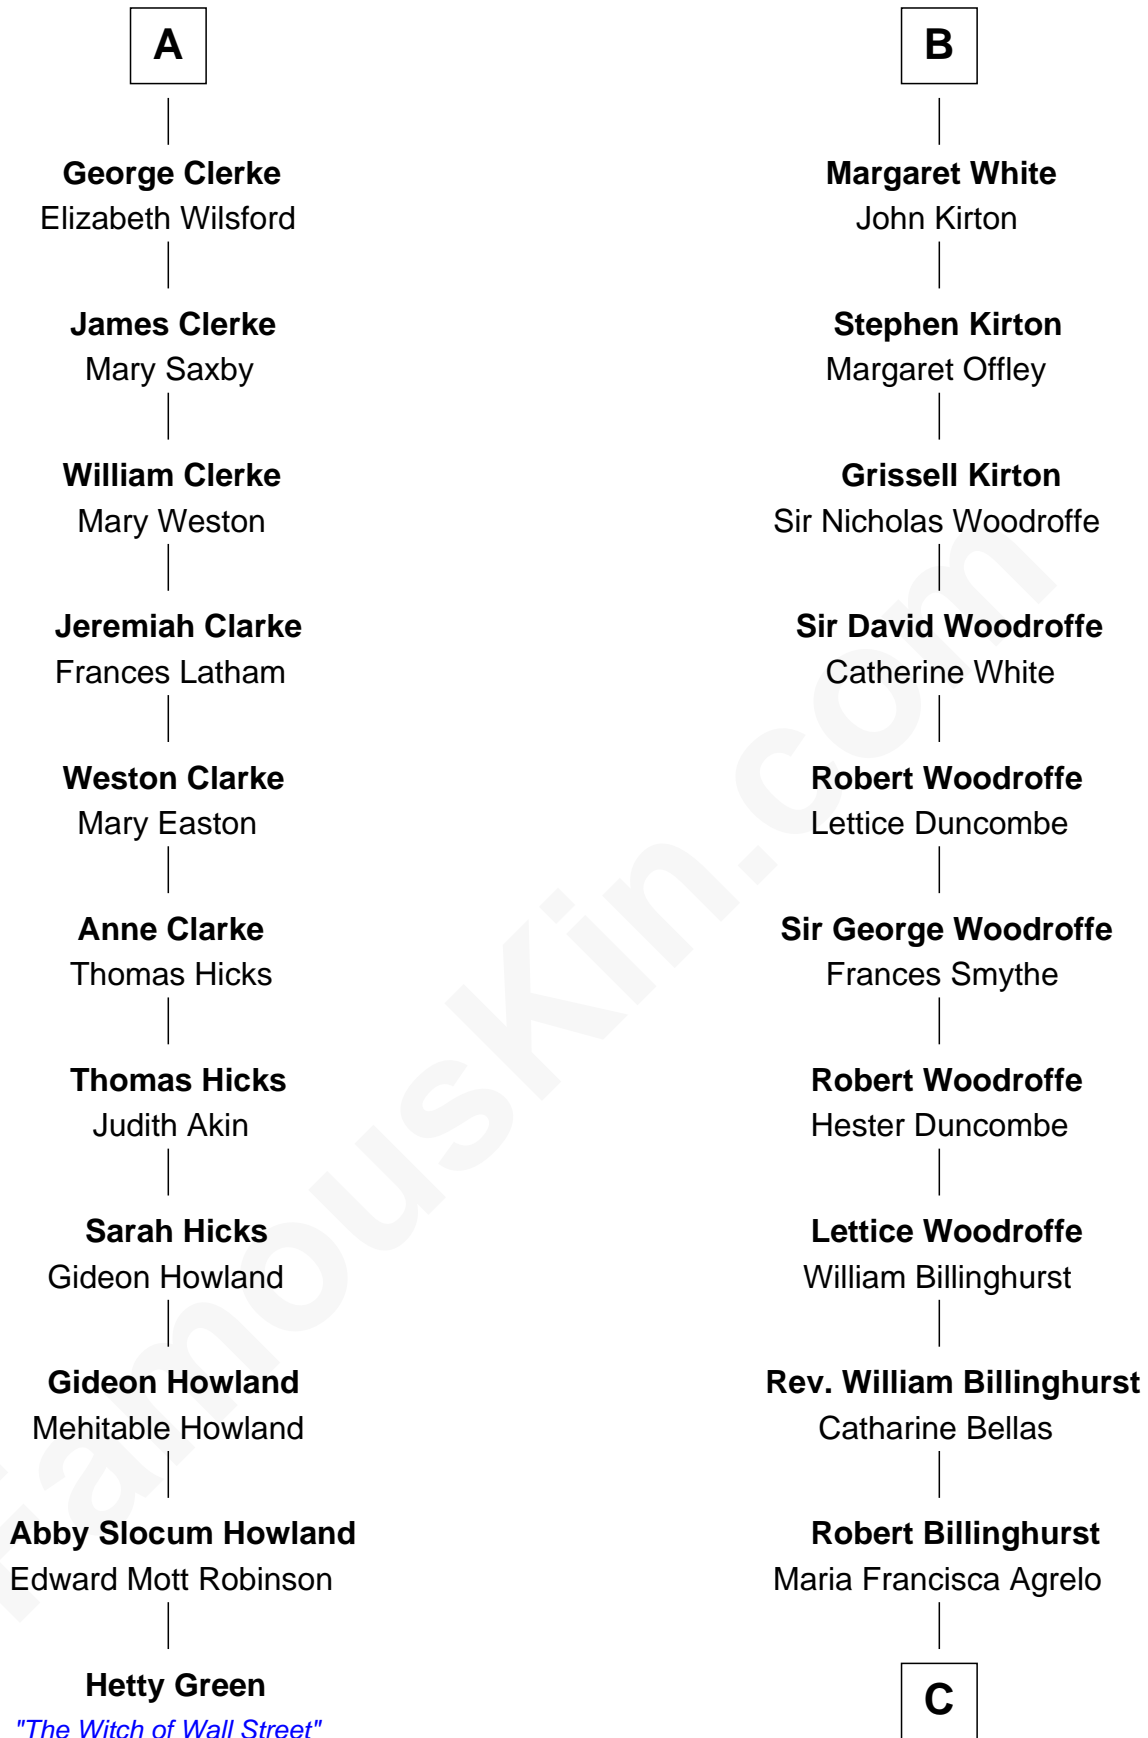 A
George Clerke
Elizabeth Wilsford
James Clerke
Mary Saxby
William Clerke
Mary Weston
Jeremiah Clarke
Frances Latham
Weston Clarke
Mary Easton
Anne Clarke
Thomas Hicks
Thomas Hicks
Judith Akin
Sarah Hicks
Gideon Howland
Gideon Howland
Mehitable Howland
Abby Slocum Howland
Edward Mott Robinson
Hetty Green
"The Witch of Wall Street"
B
Margaret White
John Kirton
Stephen Kirton
Margaret Offley
Grissell Kirton
Sir Nicholas Woodroffe
Sir David Woodroffe
Catherine White
Robert Woodroffe
Lettice Duncombe
Sir George Woodroffe
Frances Smythe
Robert Woodroffe
Hester Duncombe
Lettice Woodroffe
William Billinghurst
Rev. William Billinghurst
Catharine Bellas
Robert Billinghurst
Maria Francisca Agrelo
C
FamousKin.com